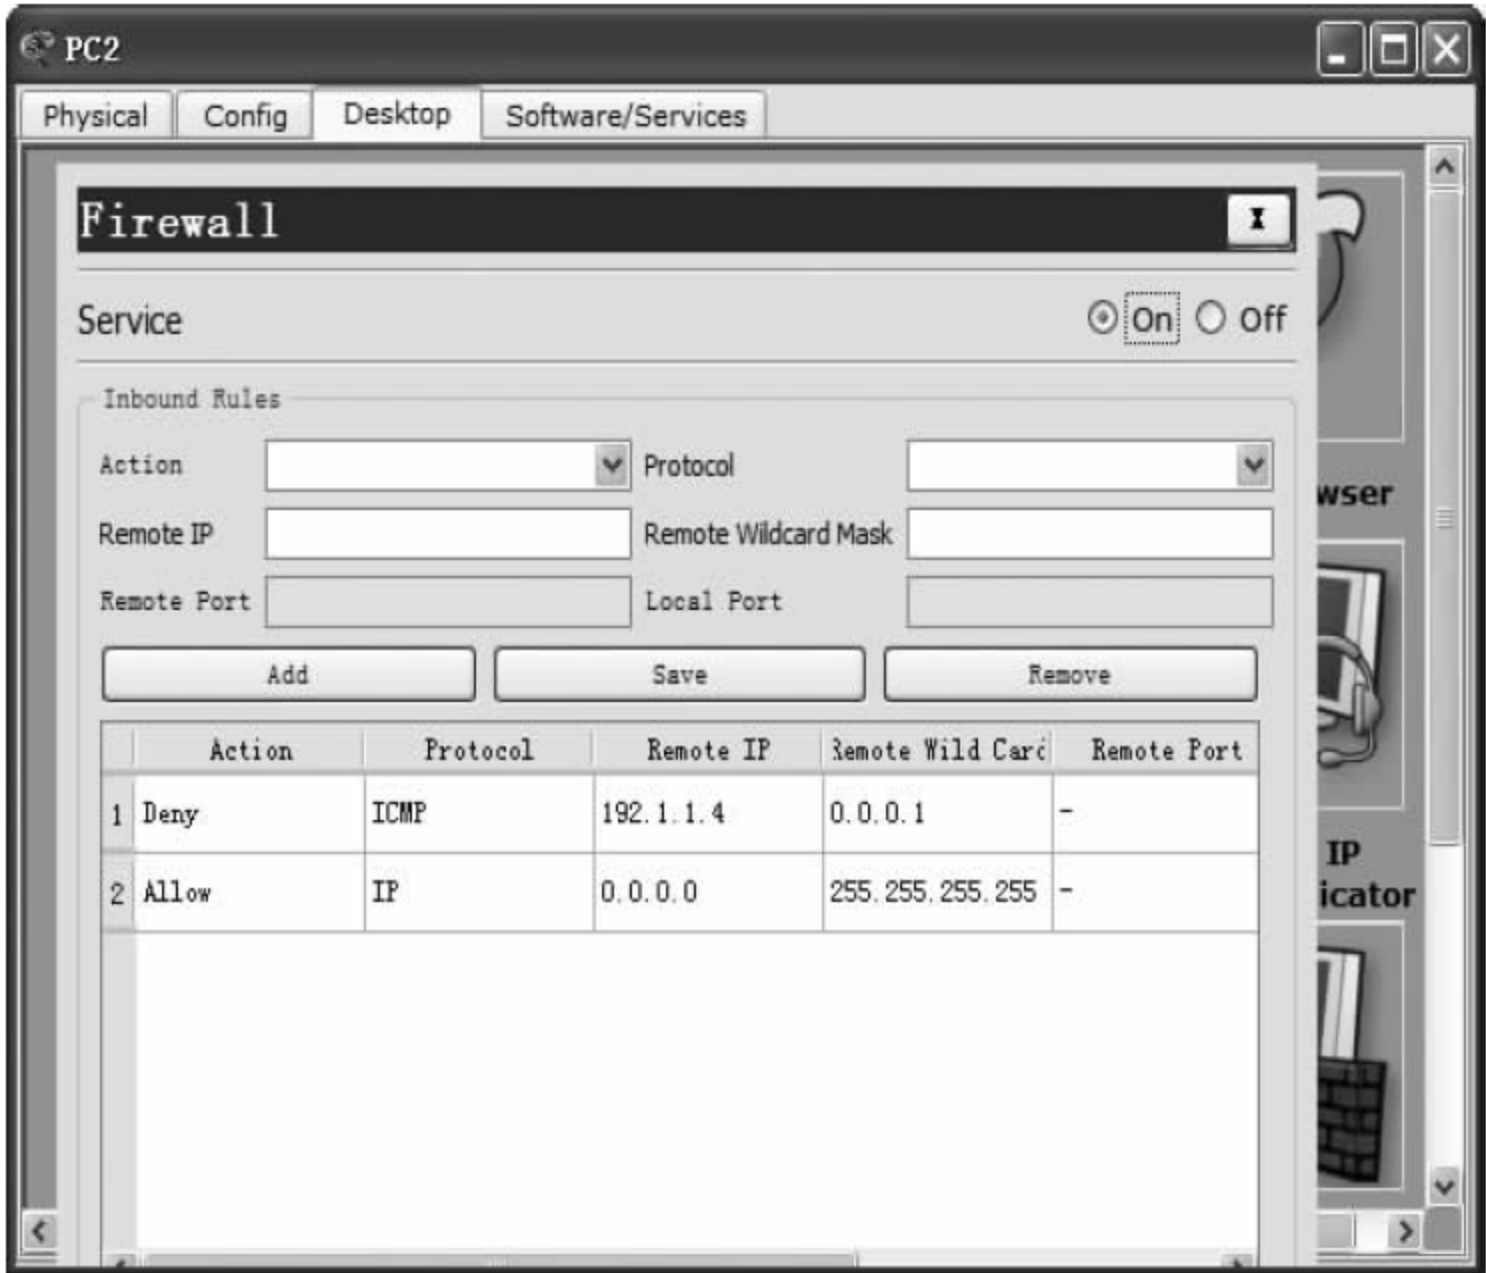 PC2
Physical Config Desktop Software/Services
Firewall X
Service On Off
Inbound Rules
Action Protocol
Remote IP Remote Wildcard Mask
Remote Port Local Port
Add Save Remove
Action Protocol Remote IP Remote Wild Card Remote Port
1 Deny ICMP 192.1.1.4 0.0.0.1 -
2 Allow IP 0.0.0.0 255.255.255.255 -
wser
IP
icator